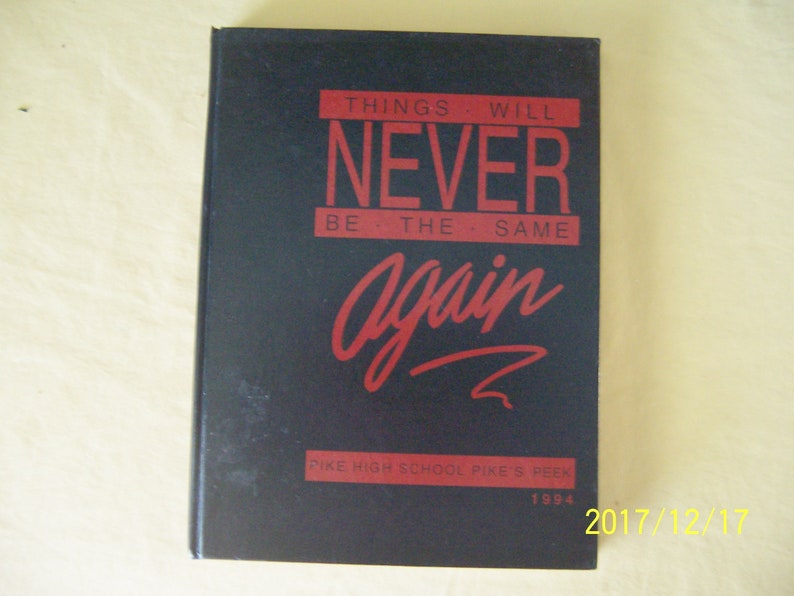 THINGS · WILL
NEVER
BE · THE · SAME
Again
PIKE HIGH SCHOOL PIKE'S PEEK
1994
2017/12/17